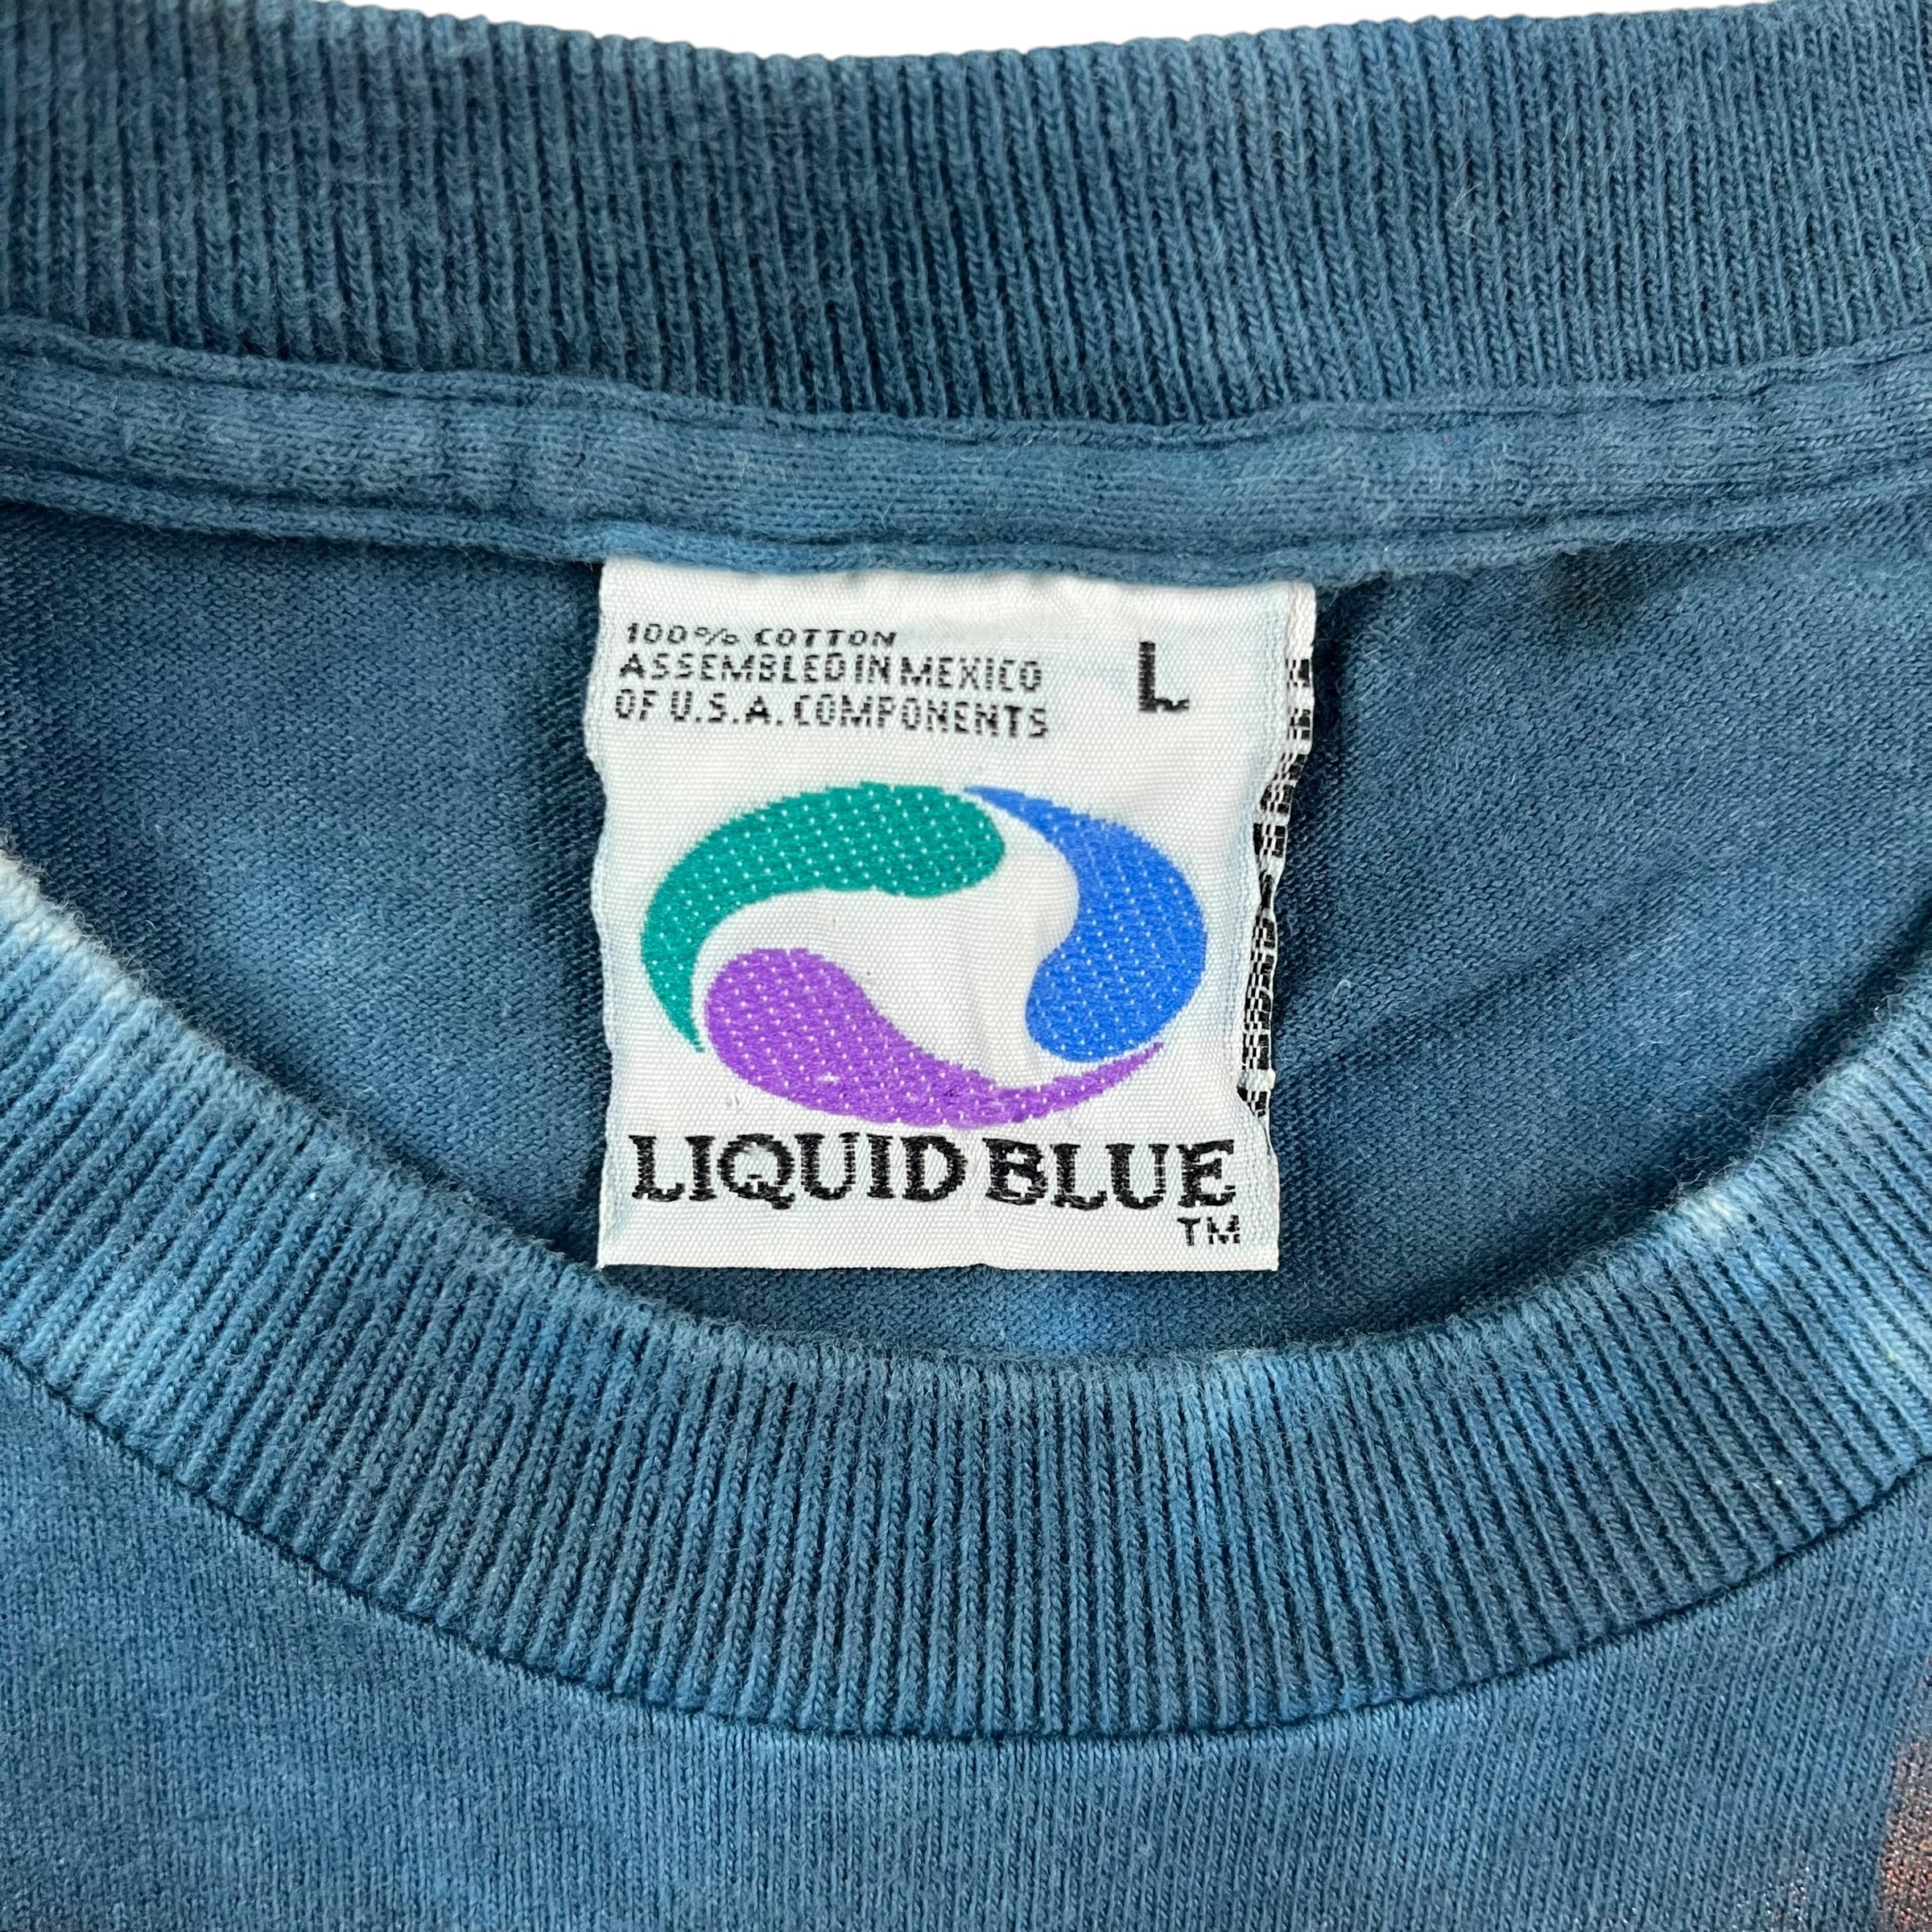 100% COTTON
ASSEMBLED IN MEXICO
OF U.S.A. COMPONENTS
L
LIQUID BLUE
TM